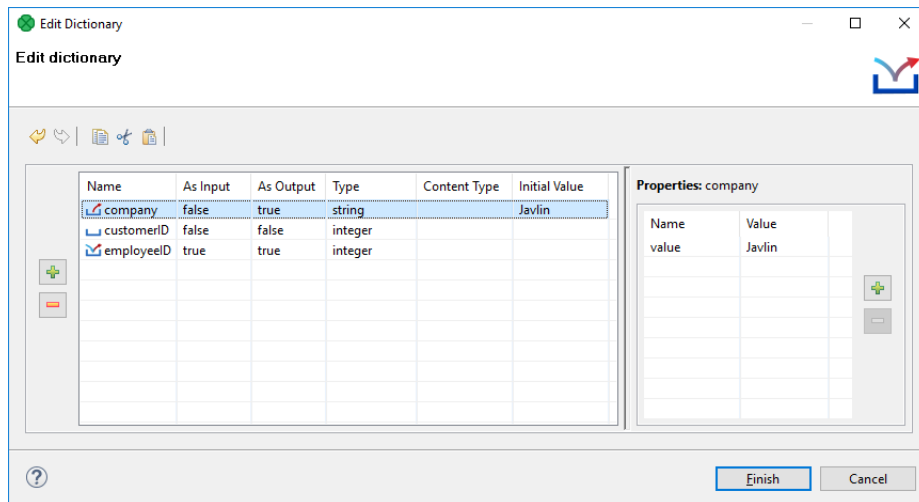 Edit Dictionary
Edit dictionary
Name As Input As Output Type Content Type Initial Value
company false true string Javlin
customerID false false integer
employeeID true true integer
Properties: company
Name Value
value Javlin
Finish Cancel